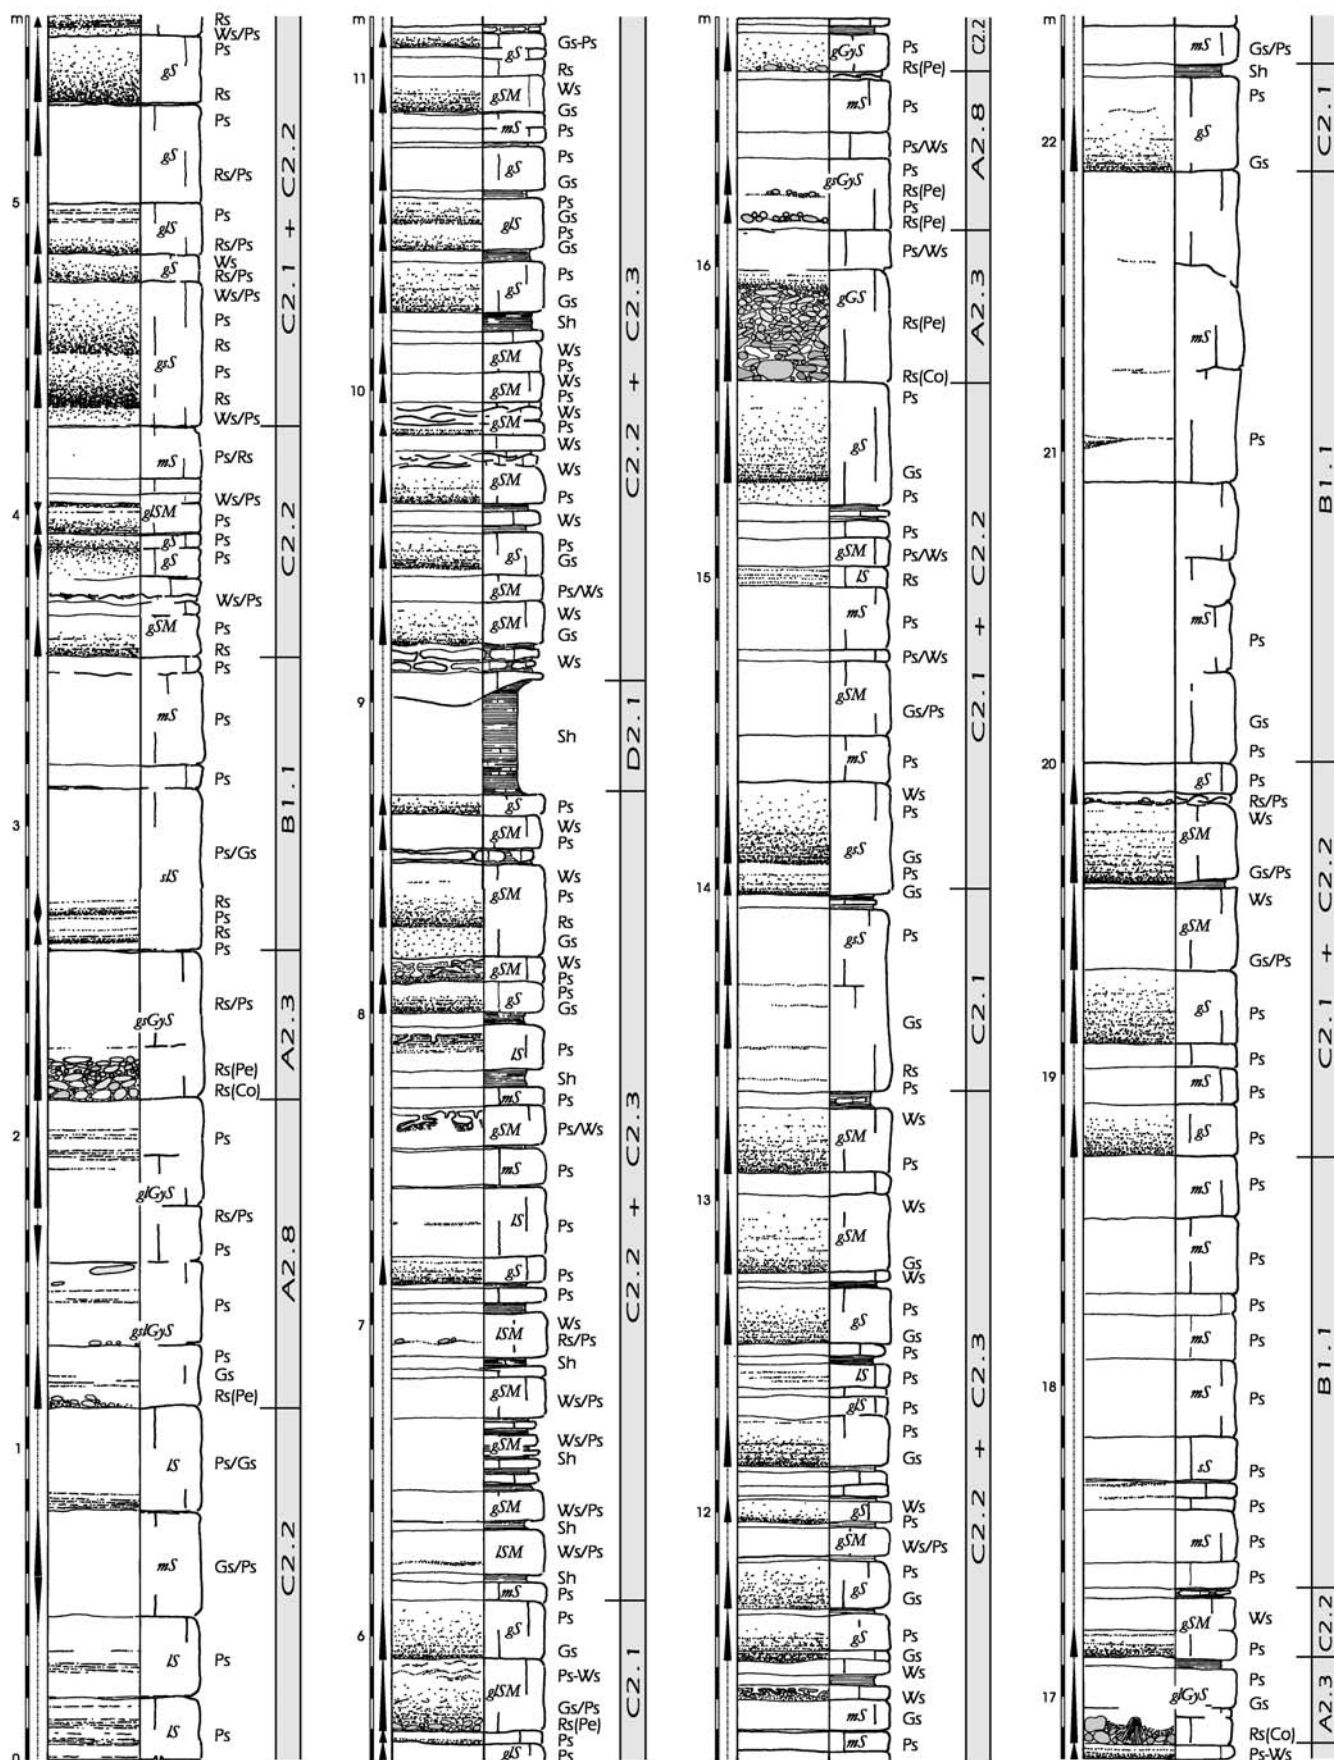 m
Rs
Ws/Ps
Ps
gS
Rs
Ps
gS
Rs/Ps
5
Ps
glS
Rs/Ps
Ws
gS
Rs/Ps
Ws/Ps
Ps
Rs
gsS
Ps
Rs
Ws/Ps
C2.1 + C2.2
Ps/Rs
mS
Ws/Ps
4
glSM
Ps
gS
Ps
gS
Ps
Ws/Ps
gSM
Ps
Rs
C2.2
Ps
mS
Ps
Ps
3
Ps/Gs
slS
Rs
Ps
Rs
Ps
B1.1
Rs/Ps
gsGyS
Rs(Pe)
Rs(Co)
A2.3
2
Ps
glGyS
Rs/Ps
Ps
Ps
gslGyS
Ps
Gs
Rs(Pe)
A2.8
1
lS
Ps/Gs
mS
Gs/Ps
lS
Ps
lS
Ps
0
C2.2
m
Gs-Ps
gS
11
Rs
Ws
gSM
Gs
mS
Ps
Ps
gS
Gs
Ps
Gs
glS
Ps
Gs
Ps
gS
Gs
Sh
Ws
gSM
Ps
10
Ws
gSM
Ps
Ws
gSM
Ps
Ws
Ws
gSM
Ps
Ws
Ps
gS
Gs
gSM
Ps/Ws
Ws
gSM
Gs
Ws
C2.2 + C2.3
9
Sh
D2.1
gS
Ps
Ws
gSM
Ps
Ws
gSM
Ps
Rs
Gs
Ws
gSM
Ps
Ps
gS
Gs
8
lS
Ps
Sh
mS
Ps
gSM
Ps/Ws
mS
Ps
lS
Ps
gS
Ps
Ps
7
Ws
lSM
Rs/Ps
Sh
gSM
Ws/Ps
Ws/Ps
gSM
Sh
gSM
Ws/Ps
Sh
lSM
Ws/Ps
Sh
mS
Ps
C2.2 + C2.3
6
Ps
gS
Gs
Ps-Ws
glSM
Gs/Ps
Rs(Pe)
Ps
glS
Ps
C2.1
m
Ps
gGyS
Rs(Pe)
C2.2
mS
Ps
Ps/Ws
Ps
gsGyS
Rs(Pe)
Ps
Rs(Pe)
A2.8
16
Ps/Ws
gGS
Rs(Pe)
Rs(Co)
A2.3
Ps
gS
Gs
Ps
Ps
gSM
Ps/Ws
15
lS
Rs
mS
Ps
Ps/Ws
gSM
Gs/Ps
mS
Ps
Ws
Ps
gsS
Gs
Ps
14
Gs
C2.1 + C2.2
gsS
Ps
Gs
Rs
Ps
C2.1
Ws
gSM
Ps
13
Ws
gSM
Gs
Ws
Ps
gS
Gs
Ps
lS
Ps
glS
Ps
Gs
12
Ws
gS
Ps
gSM
Ws/Ps
Ps
gS
Gs
gS
Ps
Gs
Ws
Ws
mS
Gs
mS
Ps
C2.2 + C2.3
m
mS
Gs/Ps
Sh
Ps
gS
22
Gs
C2.1
mS
21
Ps
mS
Ps
Gs
Ps
B1.1
20
gS
Ps
Rs/Ps
Ws
gSM
Gs/Ps
Ws
gSM
Gs/Ps
gS
Ps
Ps
19
mS
Ps
gS
Ps
C2.1 + C2.2
mS
Ps
mS
Ps
Ps
mS
Ps
18
mS
Ps
sS
Ps
Ps
mS
Ps
Ps
B1.1
Ws
gSM
Ps
C2.2
17
Ps
glGyS
Gs
Rs(Co)
Ps-Ws
A2.3